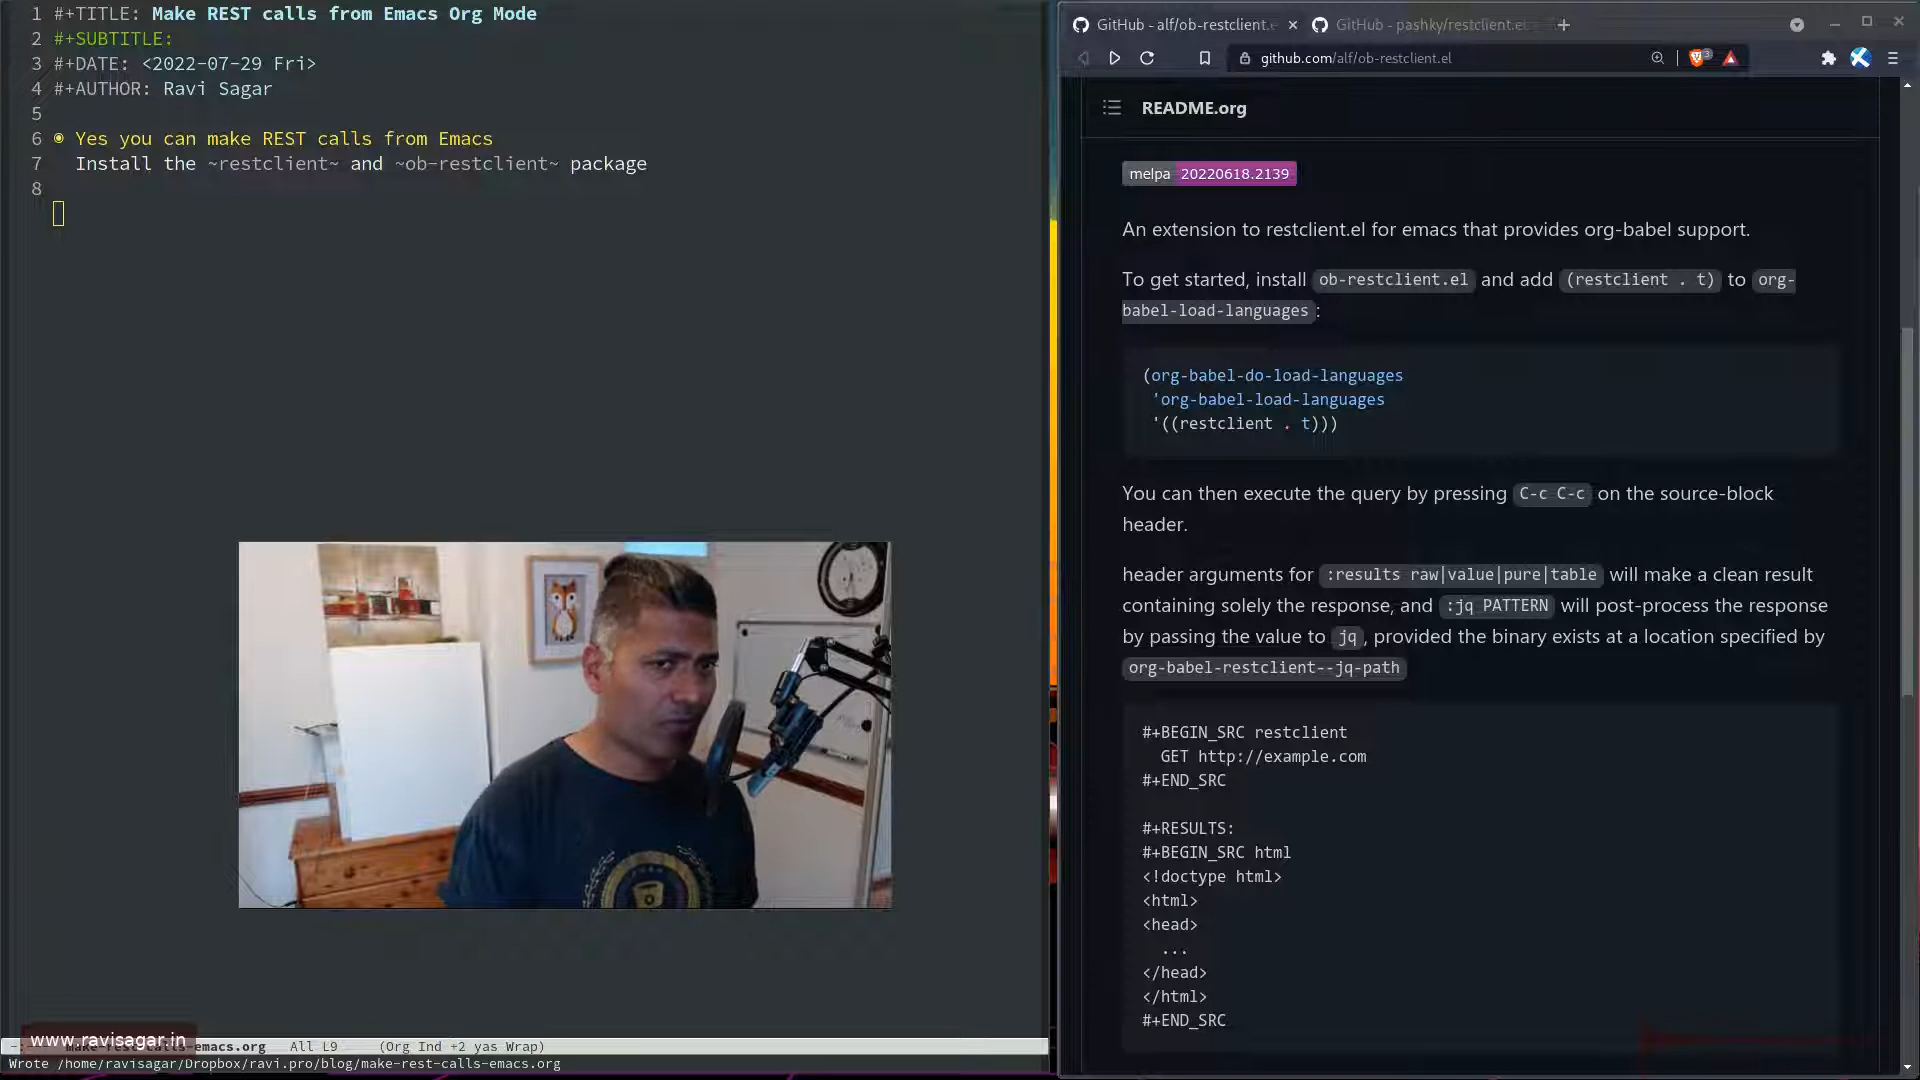 1 #+TITLE: Make REST calls from Emacs Org Mode
2 #+SUBTITLE:
3 #+DATE: <2022-07-29 Fri>
4 #+AUTHOR: Ravi Sagar
5
6 Yes you can make REST calls from Emacs
7 Install the ~restclient~ and ~ob-restclient~ package
8
www.ravisagar.in
make-rest-calls-emacs.org All L9 (Org Ind +2 yas Wrap)
Wrote /home/ravisagar/Dropbox/ravi.pro/blog/make-rest-calls-emacs.org
GitHub - alf/ob-restclient.e
GitHub - pashky/restclient.el:
github.com/alf/ob-restclient.el
3
README.org
melpa 20220618.2139
An extension to restclient.el for emacs that provides org-babel support.
To get started, install ob-restclient.el and add (restclient . t) to org-
babel-load-languages :
(org-babel-do-load-languages
'org-babel-load-languages
'((restclient . t)))
You can then execute the query by pressing C-c C-c on the source-block
header.
header arguments for :results raw|value|pure|table will make a clean result
containing solely the response, and :jq PATTERN will post-process the response
by passing the value to jq, provided the binary exists at a location specified by
org-babel-restclient--jq-path
#+BEGIN_SRC restclient
GET http://example.com
#+END_SRC
#+RESULTS:
#+BEGIN_SRC html
<!doctype html>
<html>
<head>
...
</head>
</html>
#+END_SRC